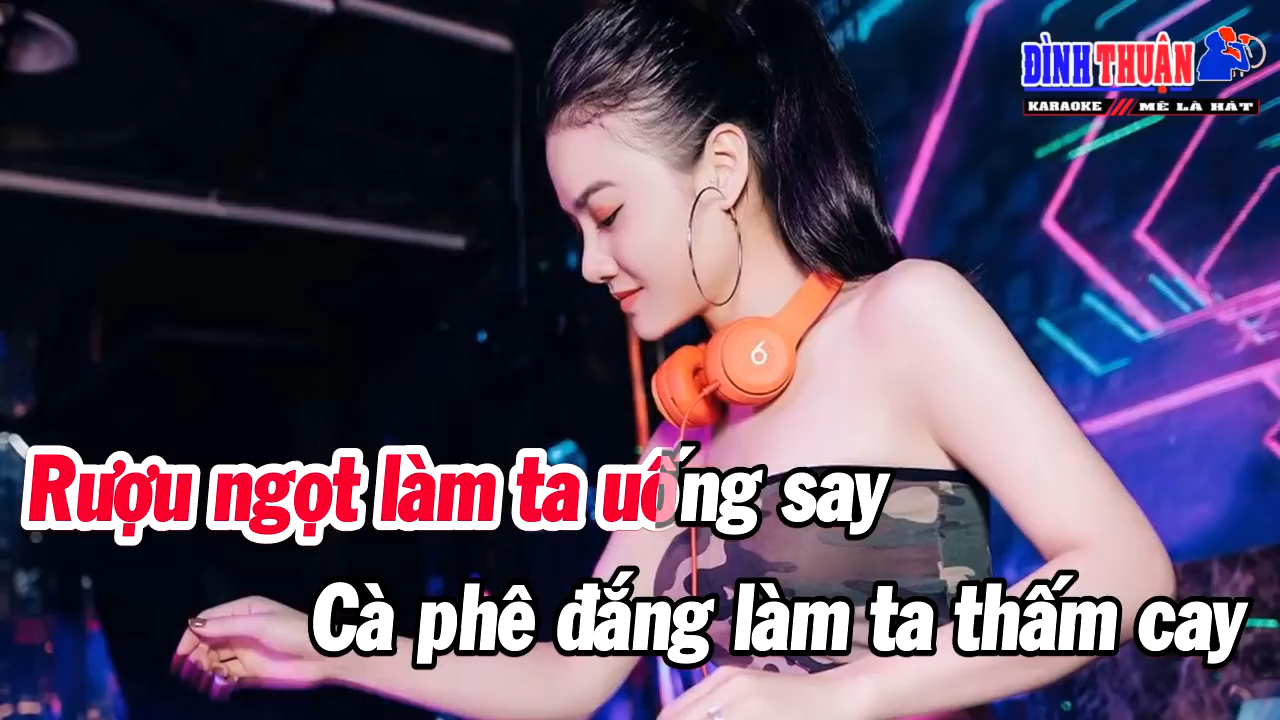 ĐÌNH THUẬN
KARAOKE /// MÊ LÀ HÁT
Rượu ngọt làm ta uống say
Cà phê đắng làm ta thấm cay